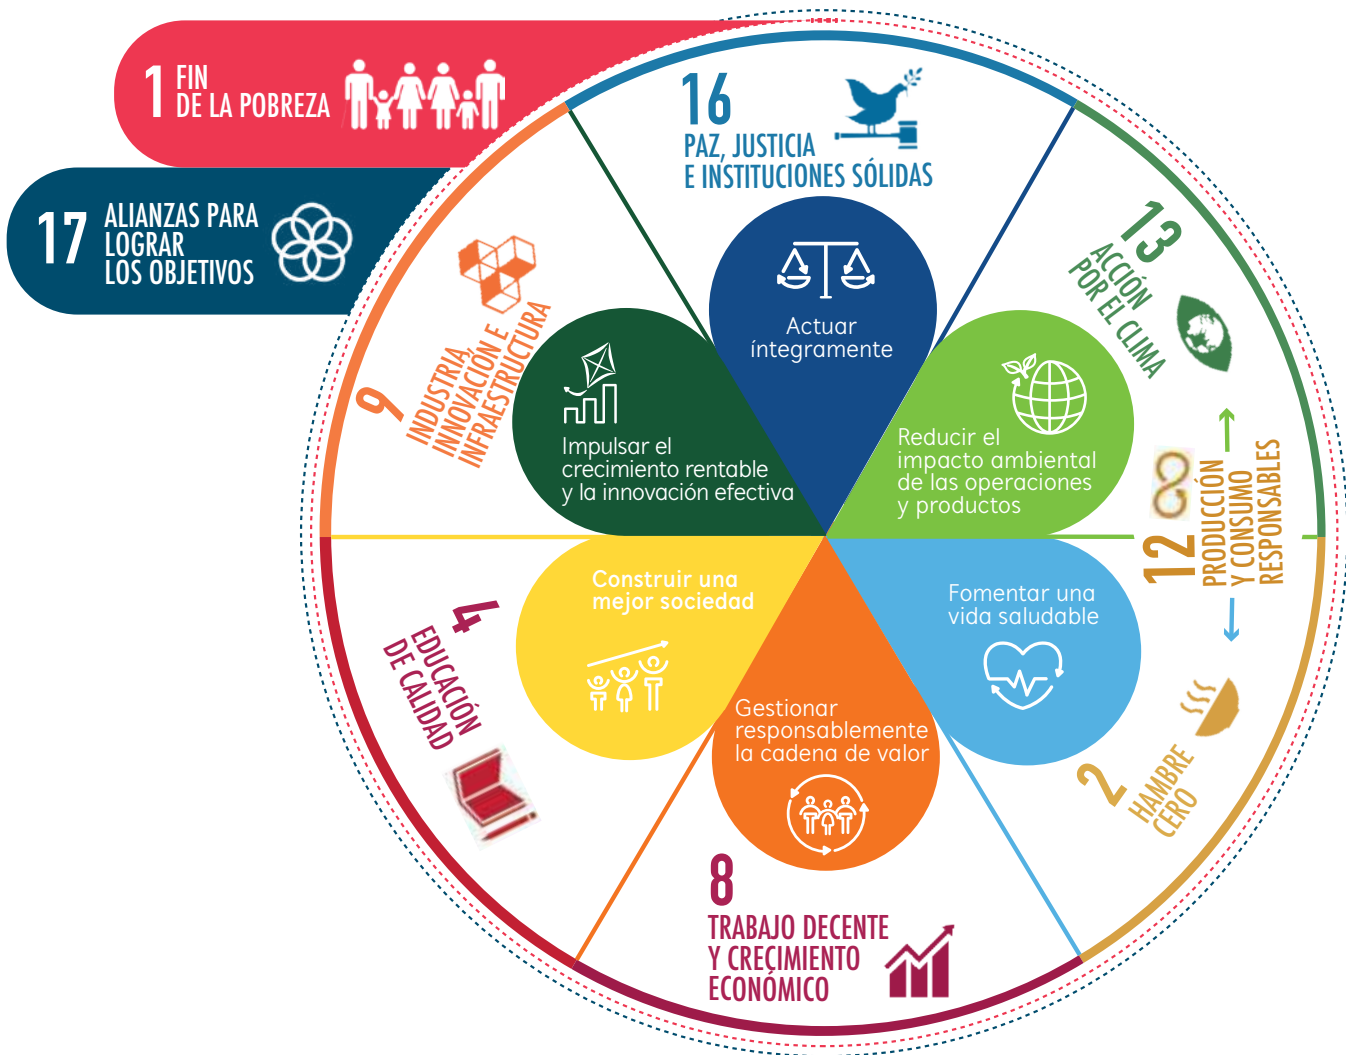 1 FIN
DE LA POBREZA
17 ALIANZAS PARA
LOGRAR
LOS OBJETIVOS
16
PAZ, JUSTICIA
E INSTITUCIONES SÓLIDAS
13
ACCIÓN
POR EL CLIMA
12
PRODUCCIÓN
Y CONSUMO
RESPONSABLES
2
HAMBRE
CERO
8
TRABAJO DECENTE
Y CRECIMIENTO
ECONÓMICO
4
EDUCACIÓN
DE CALIDAD
9
INDUSTRIA,
INNOVACIÓN E
INFRAESTRUCTURA
Actuar
íntegramente
Reducir el
impacto ambiental
de las operaciones
y productos
Fomentar una
vida saludable
Gestionar
responsablemente
la cadena de valor
Construir una
mejor sociedad
Impulsar el
crecimiento rentable
y la innovación efectiva